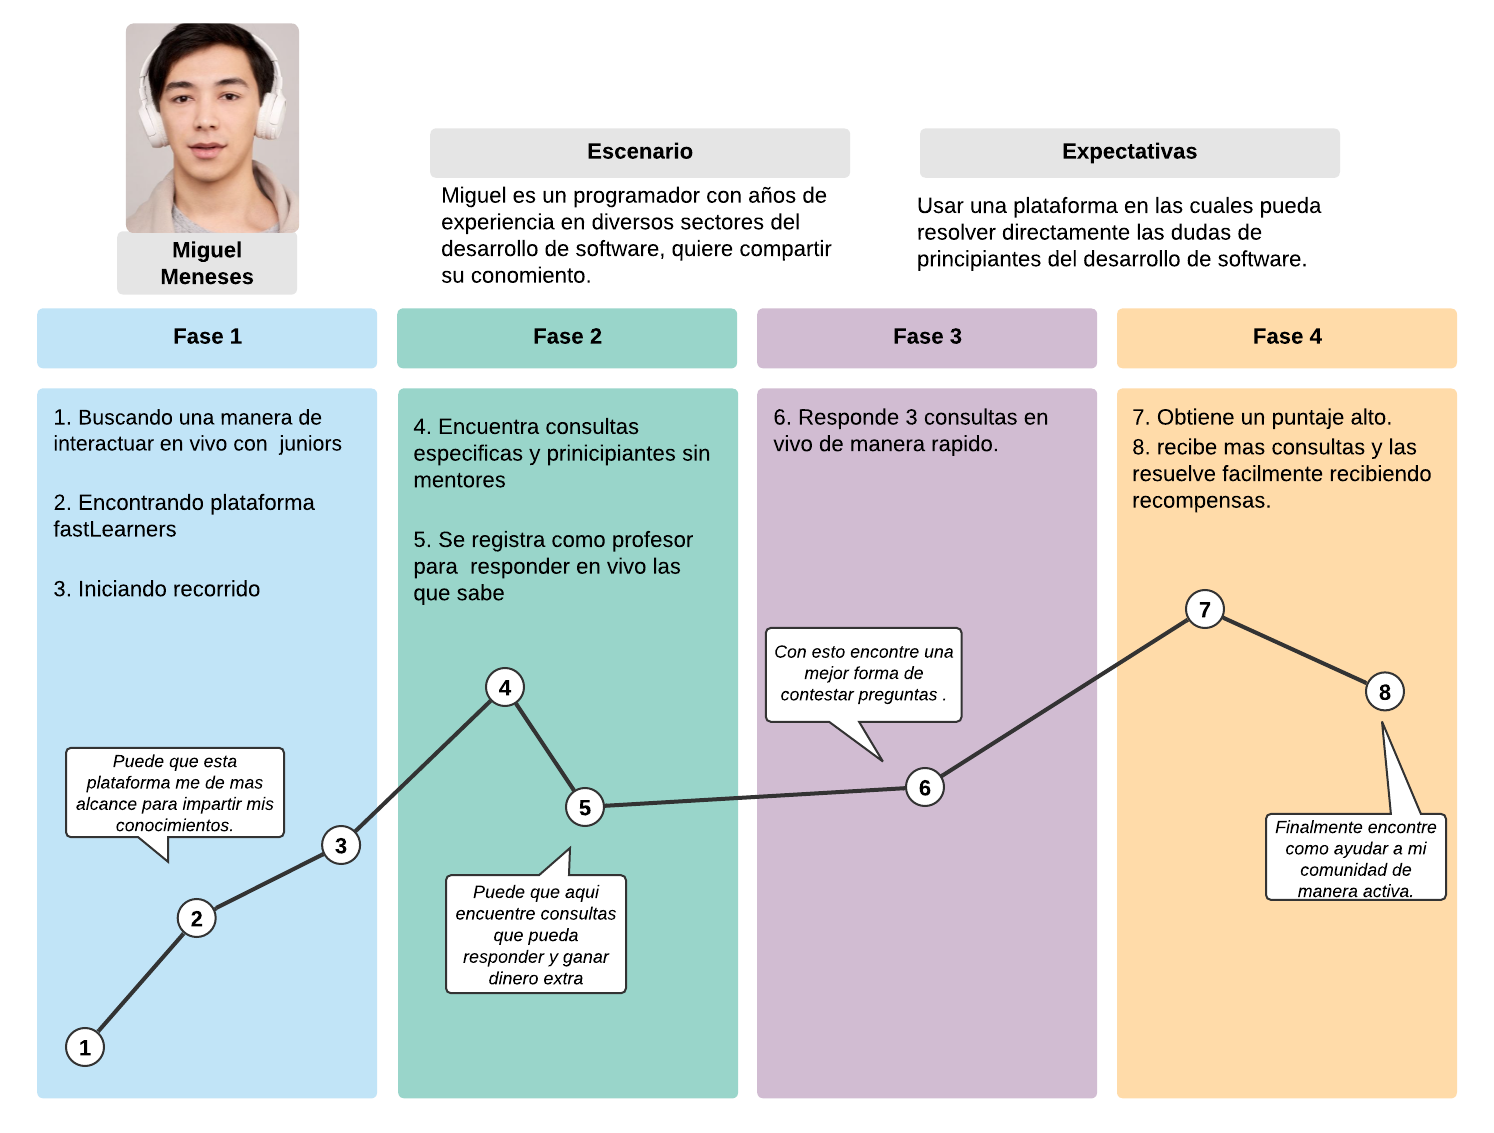 Miguel
Meneses
Escenario
Miguel es un programador con años de
experiencia en diversos sectores del
desarrollo de software, quiere compartir
su conomiento.
Expectativas
Usar una plataforma en las cuales pueda
resolver directamente las dudas de
principiantes del desarrollo de software.
Fase 1
Fase 2
Fase 3
Fase 4
1. Buscando una manera de
interactuar en vivo con  juniors
2. Encontrando plataforma
fastLearners
3. Iniciando recorrido
Puede que esta
plataforma me de mas
alcance para impartir mis
conocimientos.
1
2
3
4. Encuentra consultas
especificas y prinicipiantes sin
mentores
5. Se registra como profesor
para  responder en vivo las
que sabe
4
5
Puede que aqui
encuentre consultas
que pueda
responder y ganar
dinero extra
6. Responde 3 consultas en
vivo de manera rapido.
Con esto encontre una
mejor forma de
contestar preguntas .
6
7. Obtiene un puntaje alto.
8. recibe mas consultas y las
resuelve facilmente recibiendo
recompensas.
7
8
Finalmente encontre
como ayudar a mi
comunidad de
manera activa.